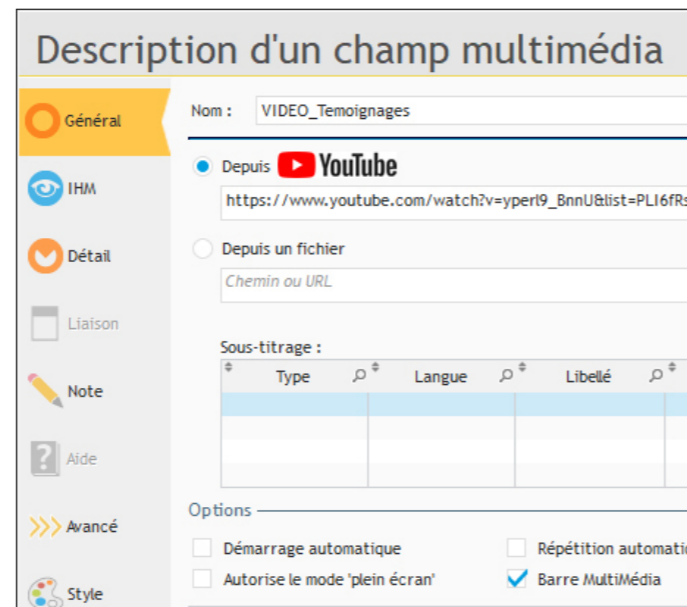 Description d'un champ multimédia
Général
Nom : VIDEO_Temoignages
Depuis YouTube
IHM
https://www.youtube.com/watch?v=yperl9_BnnU&list=PLI6fRs
Détail
Depuis un fichier
Chemin ou URL
Liaison
Sous-titrage :
Type Langue Libellé
Note
Aide
Options
Avancé
Démarrage automatique Répétition automati
Autorise le mode 'plein écran' Barre MultiMédia
Style